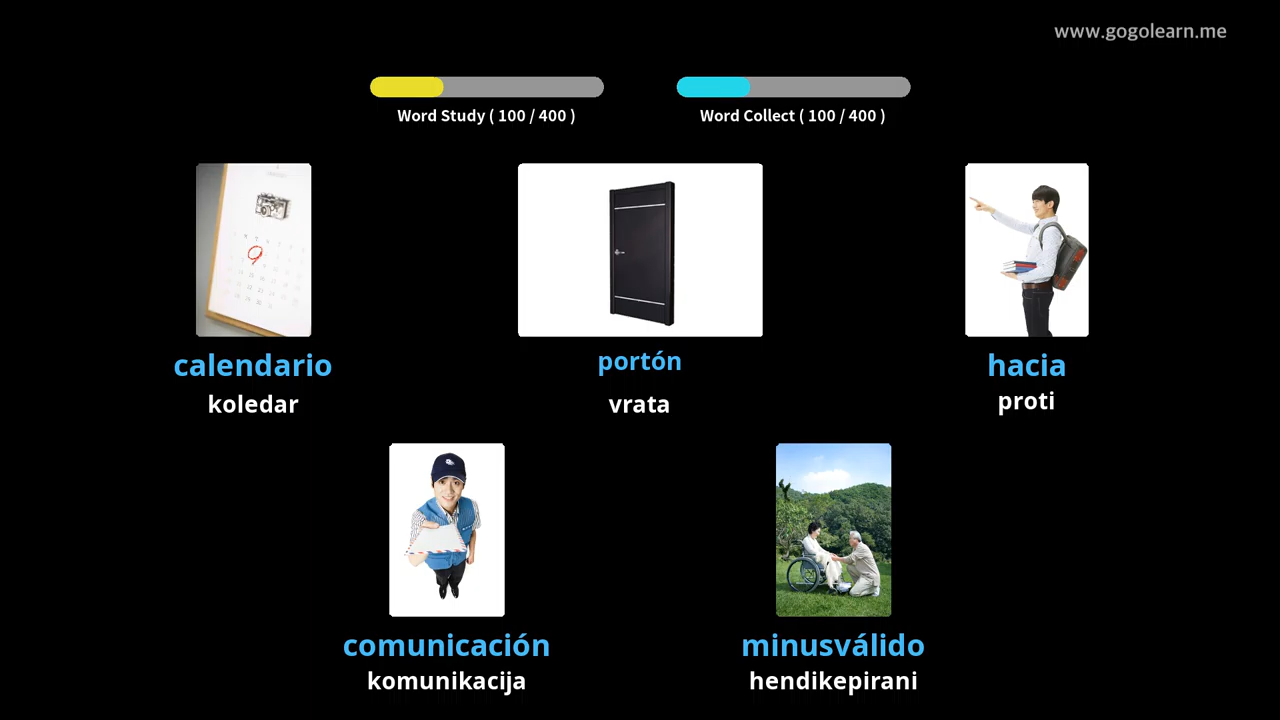 www.gogolearn.me
Word Study ( 100 / 400 )
Word Collect ( 100 / 400 )
calendario
koledar
portón
vrata
hacia
proti
comunicación
komunikacija
minusválido
hendikepirani